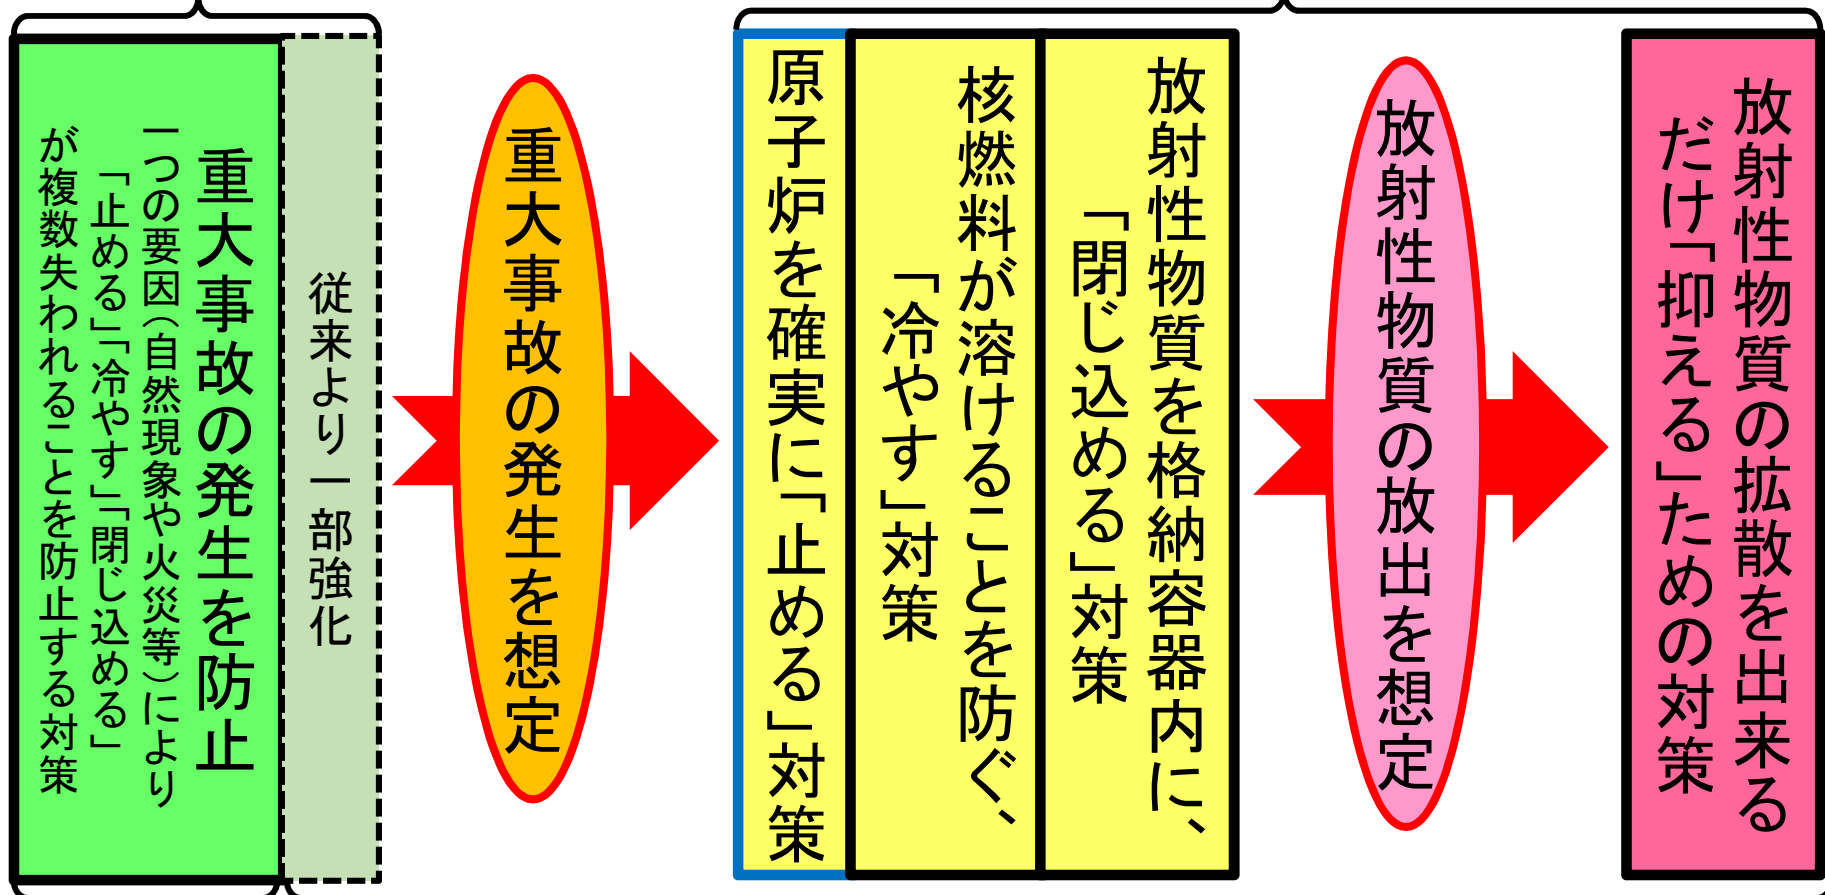 重大事故の発生を防止
一つの要因（自然現象や火災等）により
「止める」「冷やす」「閉じ込める」
が複数失われることを防止する対策
従来より一部強化
重大事故の発生を想定
原子炉を確実に「止める」対策
核燃料が溶けることを防ぐ、
「冷やす」対策
放射性物質を格納容器内に、
「閉じ込める」対策
放射性物質の放出を想定
放射性物質の拡散を出来る
だけ「抑える」ための対策